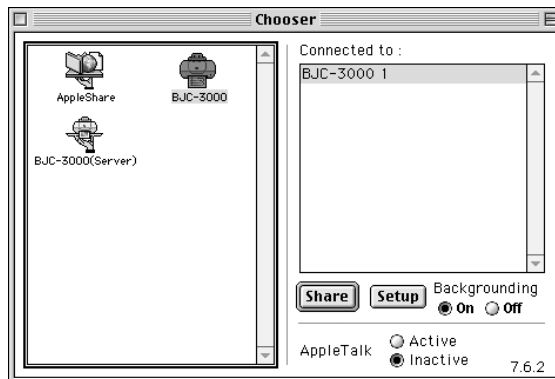 Chooser
AppleShare
BJC-3000
BJC-3000(Server)
Connected to :
BJC-3000 1
Share
Setup
Backgrounding
On
Off
AppleTalk
Active
Inactive
7.6.2